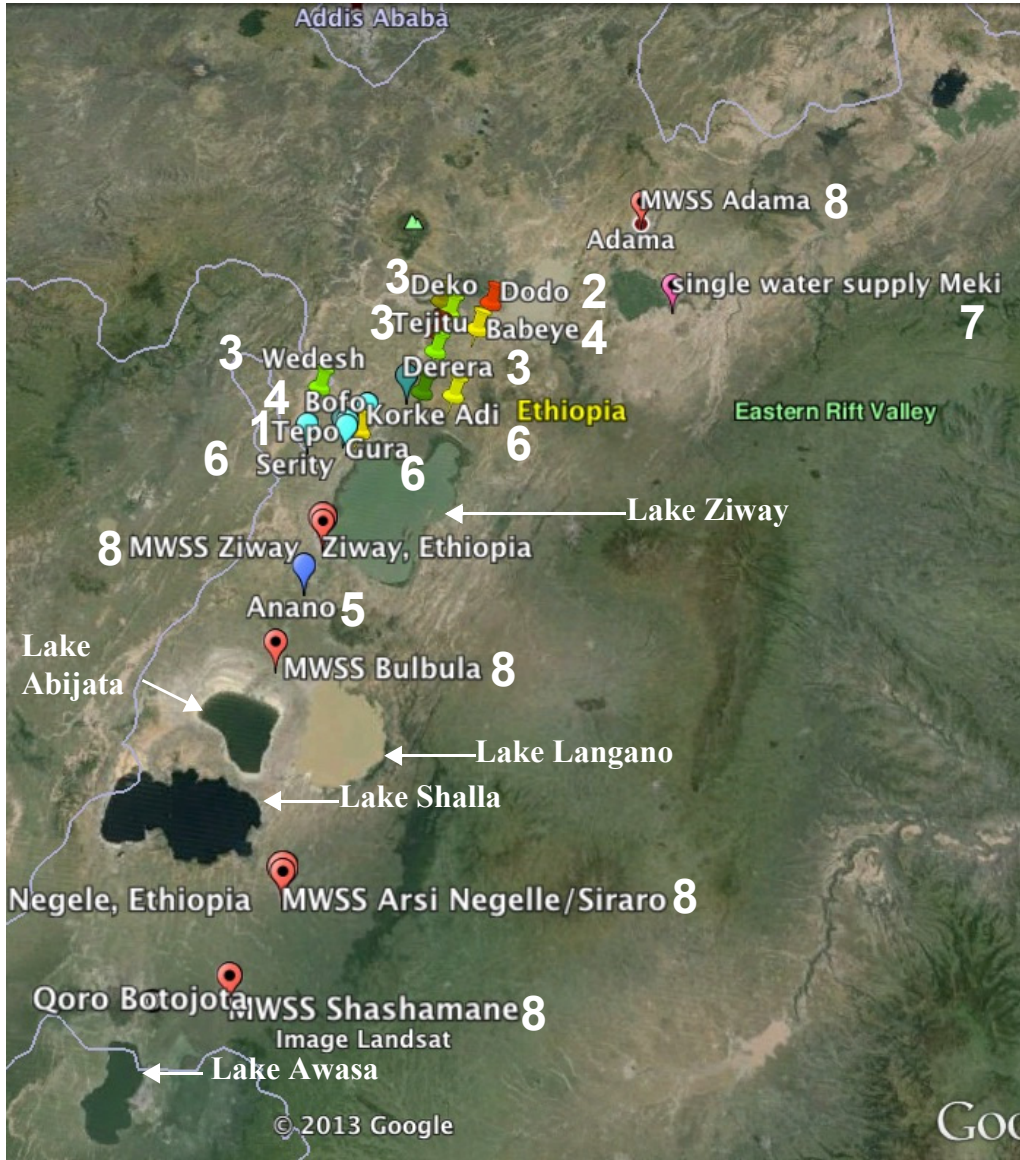 Addis Ababa
MWSS Adama 8
Adama
3 Deko
Dodo 2
single water supply Meki
7
3 Tejitu
Babeye 4
3 Wedesh
Derera 3
4 Bofo
Korke Adi
Ethiopia
Eastern Rift Valley
1 Tepo
6
Gura
6 Serity
6
Lake Ziway
8 MWSS Ziway
Ziway, Ethiopia
Anano 5
Lake
Abijata
MWSS Bulbula 8
Lake Langano
Lake Shalla
Negele, Ethiopia
MWSS Arsi Negelle/Siraro 8
Qoro Botojota
MWSS Shashamane 8
Image Landsat
Lake Awasa
© 2013 Google
Goo